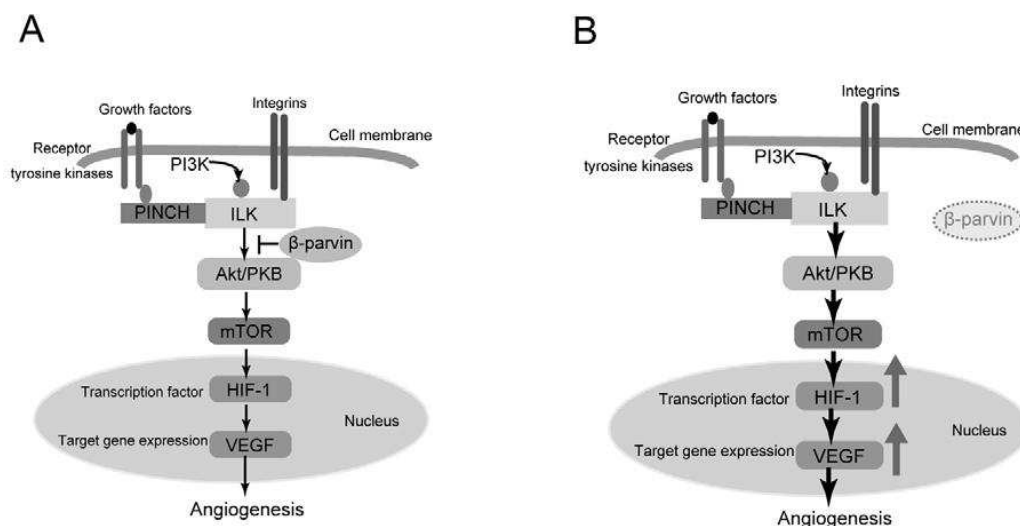 A
Growth factors
Integrins
Receptor
tyrosine kinases
Cell membrane
PI3K
PINCH
ILK
β-parvin
Akt/PKB
mTOR
Transcription factor
HIF-1
Nucleus
Target gene expression
VEGF
Angiogenesis
B
Growth factors
Integrins
Receptor
tyrosine kinases
Cell membrane
PI3K
PINCH
ILK
β-parvin
Akt/PKB
mTOR
Transcription factor
HIF-1
Nucleus
Target gene expression
VEGF
Angiogenesis